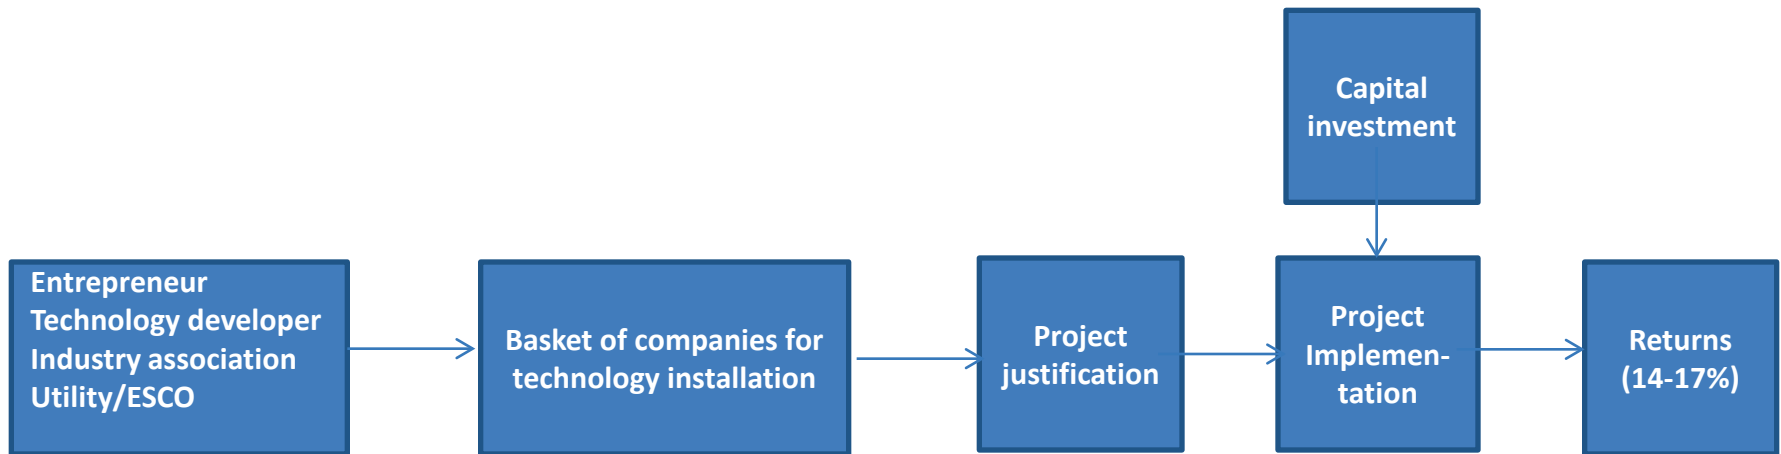 Capital
investment
Entrepreneur
Technology developer
Industry association
Utility/ESCO
Basket of companies for
technology installation
Project
justification
Project
Implemen-
tation
Returns
(14-17%)